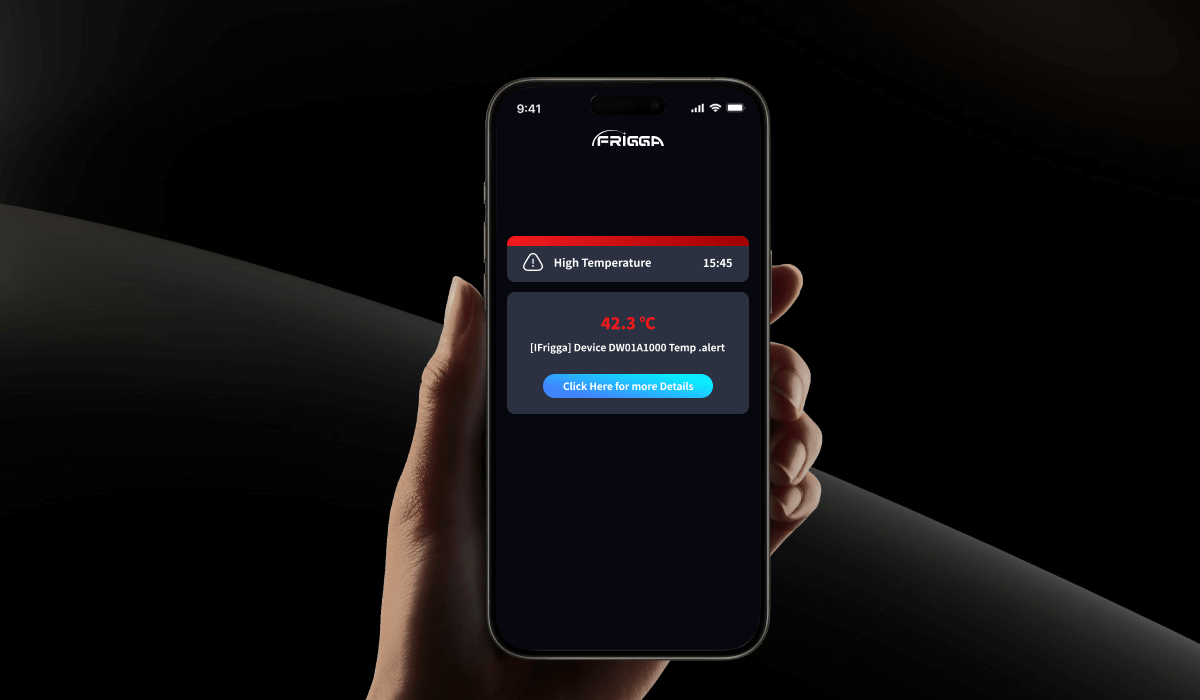 9:41
FRIGGA
High Temperature 15:45
42.3 °C
[IFrigga] Device DW01A1000 Temp .alert
Click Here for more Details